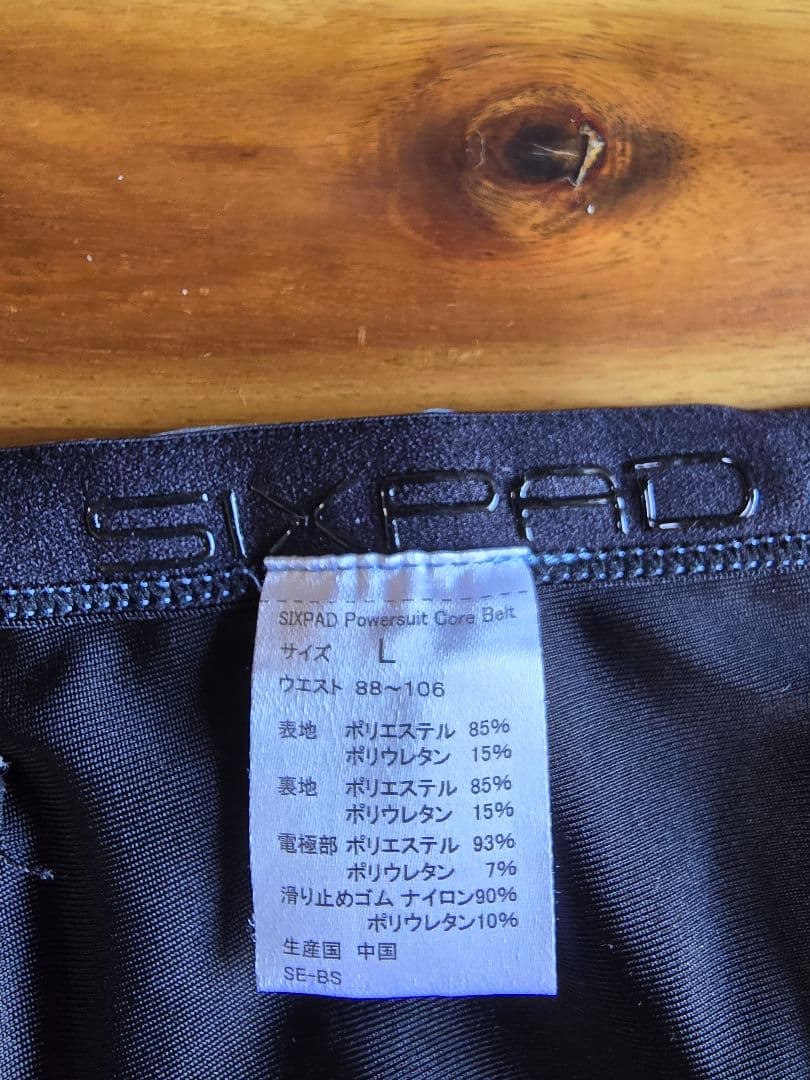 SIXPAD
SIXPAD Powersuit Core Belt
サイズ L
ウエスト 88～106
表地 ポリエステル 85%
ポリウレタン 15%
裏地 ポリエステル 85%
ポリウレタン 15%
電極部 ポリエステル 93%
ポリウレタン 7%
滑り止めゴム ナイロン90%
ポリウレタン10%
生産国 中国
SE-BS